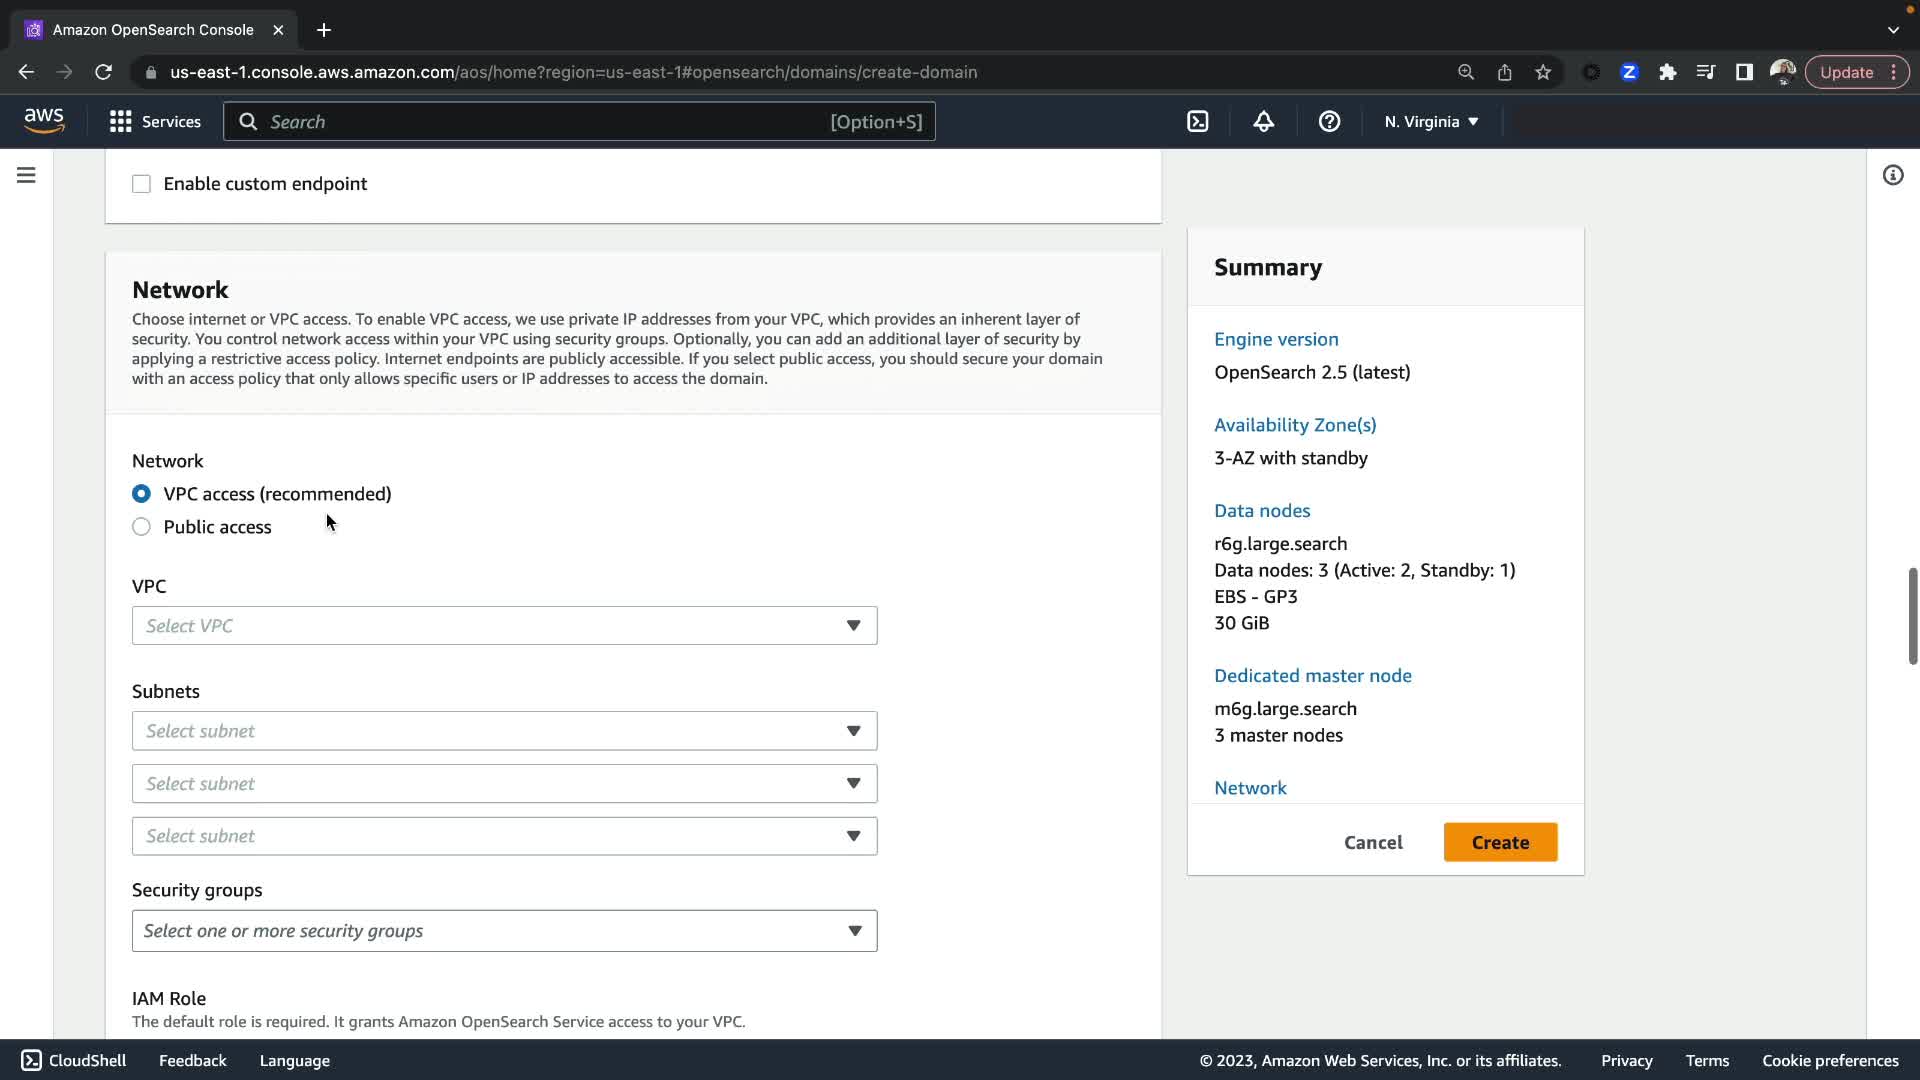 Amazon OpenSearch Console
us-east-1.console.aws.amazon.com/aos/home?region=us-east-1#opensearch/domains/create-domain
Z
Update
aws
Services
Search
[Option+S]
N. Virginia
Enable custom endpoint
Network
Choose internet or VPC access. To enable VPC access, we use private IP addresses from your VPC, which provides an inherent layer of
security. You control network access within your VPC using security groups. Optionally, you can add an additional layer of security by
applying a restrictive access policy. Internet endpoints are publicly accessible. If you select public access, you should secure your domain
with an access policy that only allows specific users or IP addresses to access the domain.
Network
VPC access (recommended)
Public access
VPC
Select VPC
Subnets
Select subnet
Select subnet
Select subnet
Security groups
Select one or more security groups
IAM Role
The default role is required. It grants Amazon OpenSearch Service access to your VPC.
Summary
Engine version
OpenSearch 2.5 (latest)
Availability Zone(s)
3-AZ with standby
Data nodes
r6g.large.search
Data nodes: 3 (Active: 2, Standby: 1)
EBS - GP3
30 GiB
Dedicated master node
m6g.large.search
3 master nodes
Network
Cancel
Create
CloudShell
Feedback
Language
© 2023, Amazon Web Services, Inc. or its affiliates.
Privacy
Terms
Cookie preferences